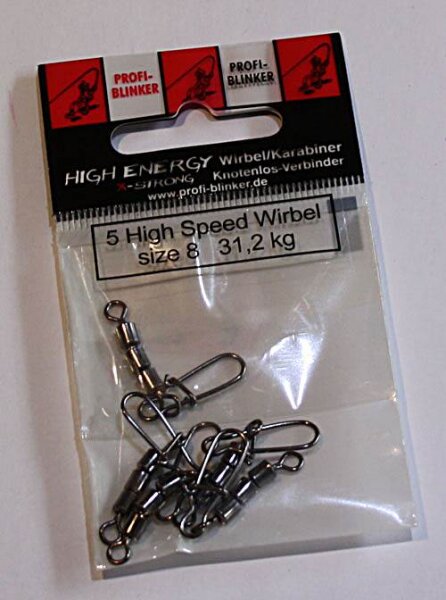 PROFI-
BLINKER
PROFI-
BLINKER
HIGH ENERGY Wirbel/Karabiner
X-STRONG Knotenlos-Verbinder
www.profi-blinker.de
5 High Speed Wirbel
size 8 31,2 kg